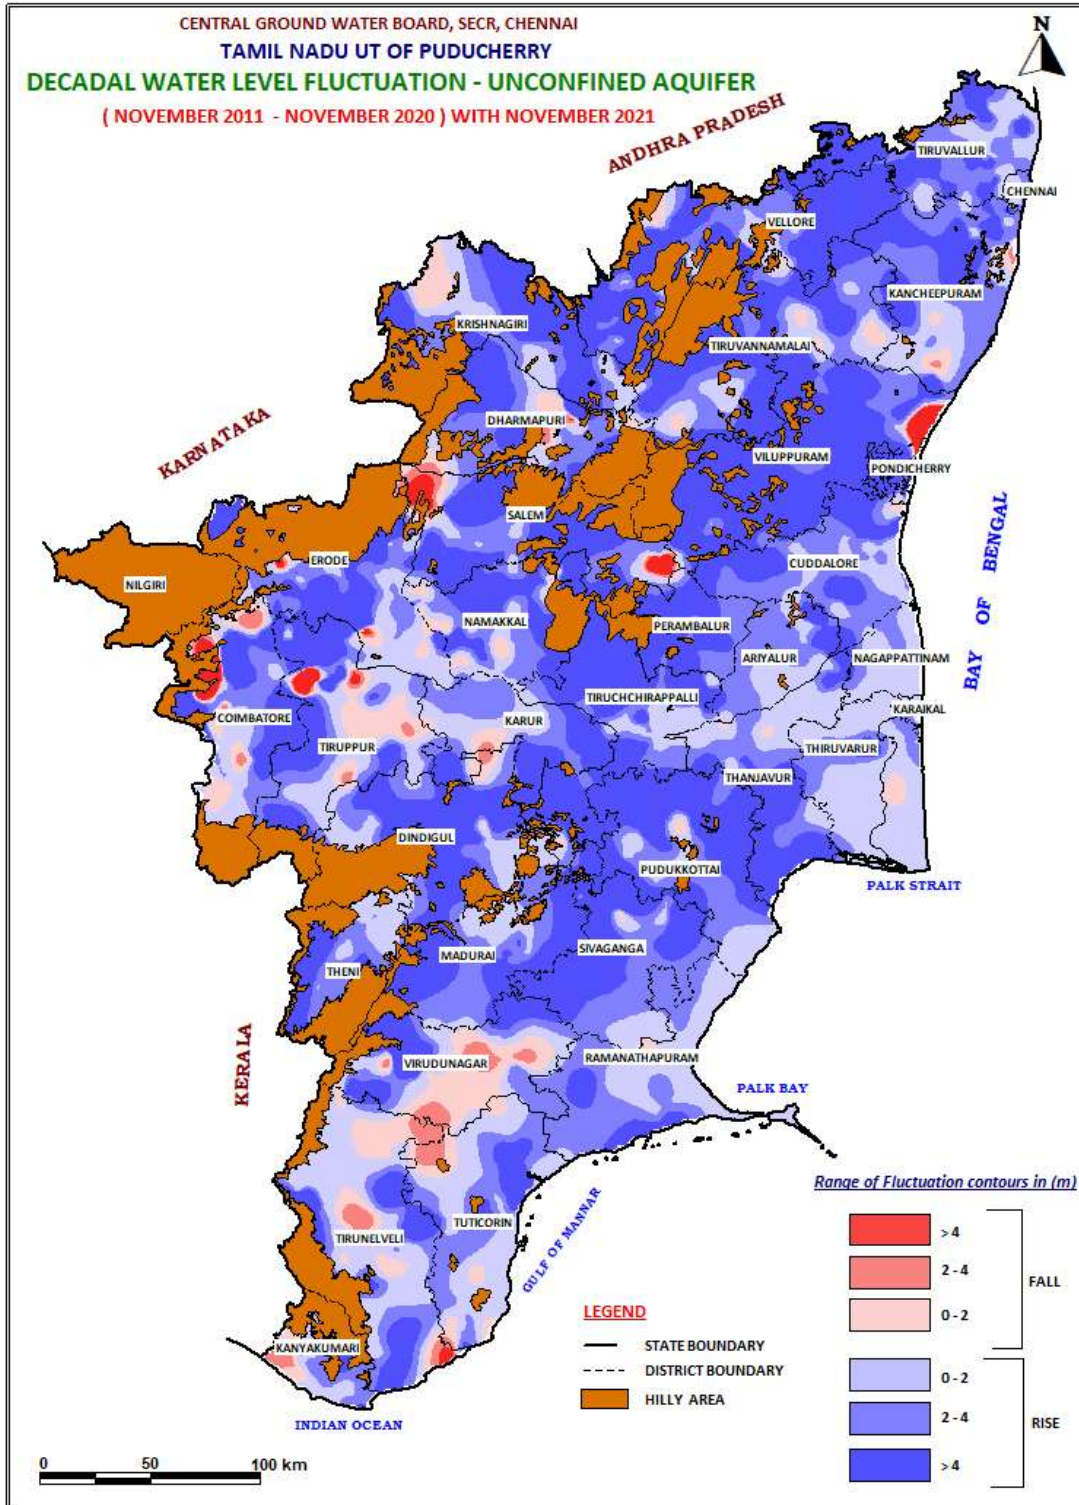 CENTRAL GROUND WATER BOARD, SECR, CHENNAI
TAMIL NADU UT OF PUDUCHERRY
DECADAL WATER LEVEL FLUCTUATION - UNCONFINED AQUIFER
( NOVEMBER 2011 - NOVEMBER 2020 ) WITH NOVEMBER 2021
N
ANDHRA PRADESH
TIRUVALLUR
CHENNAI
VELLORE
KANCHEEPURAM
KRISHNAGIRI
TIRUVANNAMALAI
KARNATAKA
DHARMAPURI
VILUPPURAM
PONDICHERRY
SALEM
BAY OF BENGAL
ERODE
CUDDALORE
NILGIRI
NAMAKKAL
PERAMBALUR
ARIYALUR
NAGAPPATTINAM
TIRUCHCHIRAPPALLI
KARAIKAL
COIMBATORE
KARUR
TIRUPPUR
THIRUVARUR
THANJAVUR
DINDIGUL
PUDUKKOTTAI
PALK STRAIT
SIVAGANGA
MADURAI
THENI
KERALA
VIRUDUNAGAR
RAMANATHAPURAM
PALK BAY
TUTICORIN
TIRUNELVELI
GULF OF MANNAR
KANYAKUMARI
INDIAN OCEAN
0 50 100 km
LEGEND
STATE BOUNDARY
DISTRICT BOUNDARY
HILLY AREA
Range of Fluctuation contours in (m)
> 4
2 - 4
0 - 2
FALL
0 - 2
2 - 4
> 4
RISE